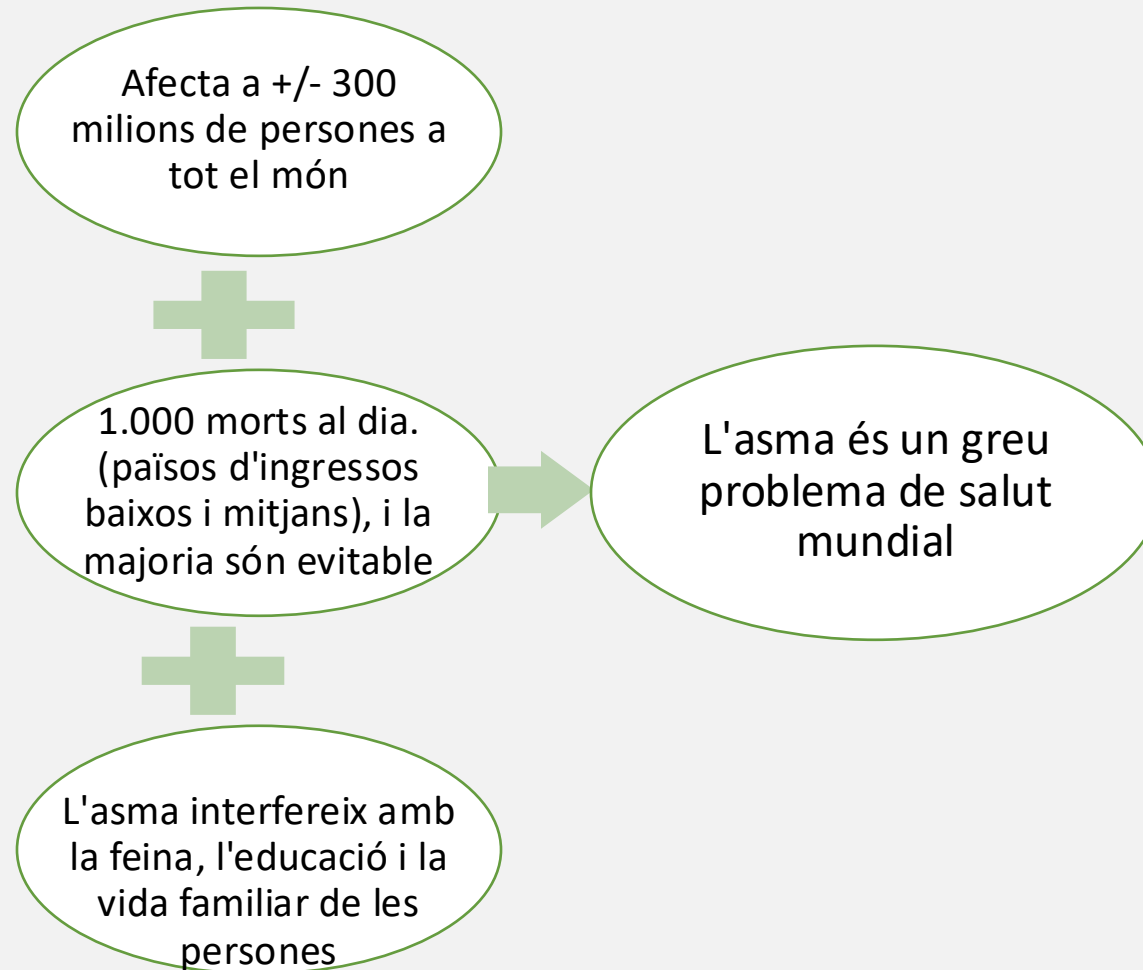 Afecta a +/- 300
milions de persones a
tot el món
1.000 morts al dia.
(països d'ingressos
baixos i mitjans), i la
majoria són evitable
L'asma interfereix amb
la feina, l'educació i la
vida familiar de les
persones
L'asma és un greu
problema de salut
mundial